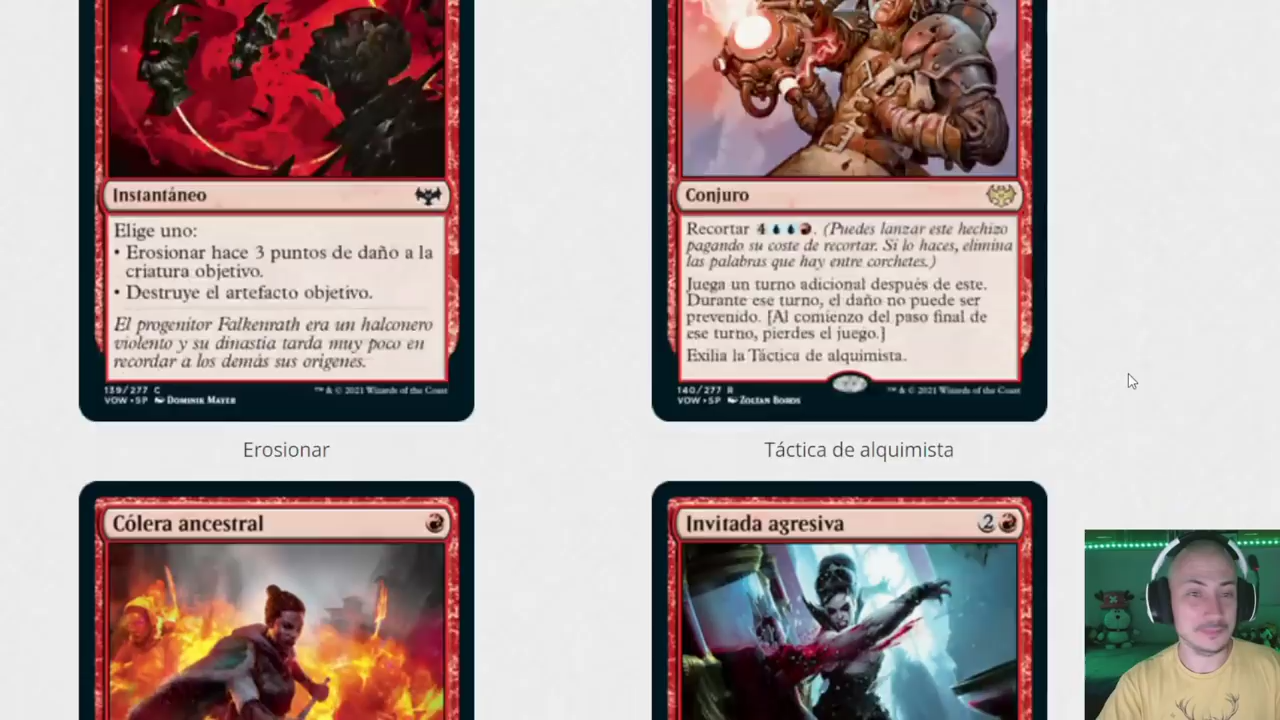 Instantáneo
Elige uno:
• Erosionar hace 3 puntos de daño a la
criatura objetivo.
• Destruye el artefacto objetivo.
El progenitor Falkenrath era un halconero
violento y su dinastía tarda muy poco en
recordar a los demás sus orígenes.
139/277 C
VOW • SP DOMINIK MAYER
™ & © 2021 Wizards of the Coast
Erosionar
Conjuro
Recortar 4. (Puedes lanzar este hechizo
pagando su coste de recortar. Si lo haces, elimina
las palabras que hay entre corchetes.)
Juega un turno adicional después de este.
Durante ese turno, el daño no puede ser
prevenido. [Al comienzo del paso final de
ese turno, pierdes el juego.]
Exilia la Táctica de alquimista.
140/277 R
VOW • SP ZOLTAN BOROS
™ & © 2021 Wizards of the Coast
Táctica de alquimista
Cólera ancestral
Invitada agresiva 2